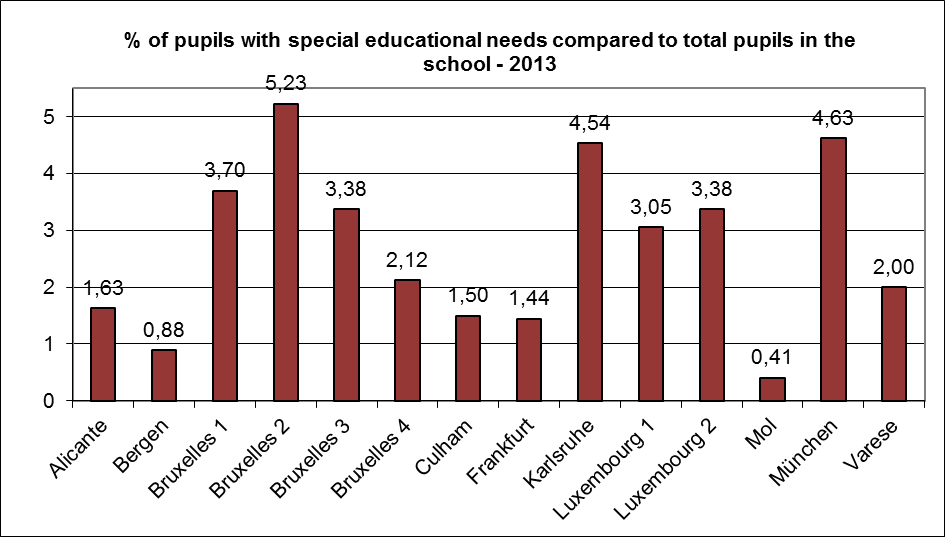 % of pupils with special educational needs compared to total pupils in the
school - 2013
5,23
5
4,63
4,54
4
3,70
3,38
3,38
3,05
3
2,12
2,00
2
1,63
1,50
1,44
1
0,88
0,41
0
Alicante
Bergen
Bruxelles 1
Bruxelles 2
Bruxelles 3
Bruxelles 4
Culham
Frankfurt
Karlsruhe
Luxembourg 1
Luxembourg 2
Mol
München
Varese